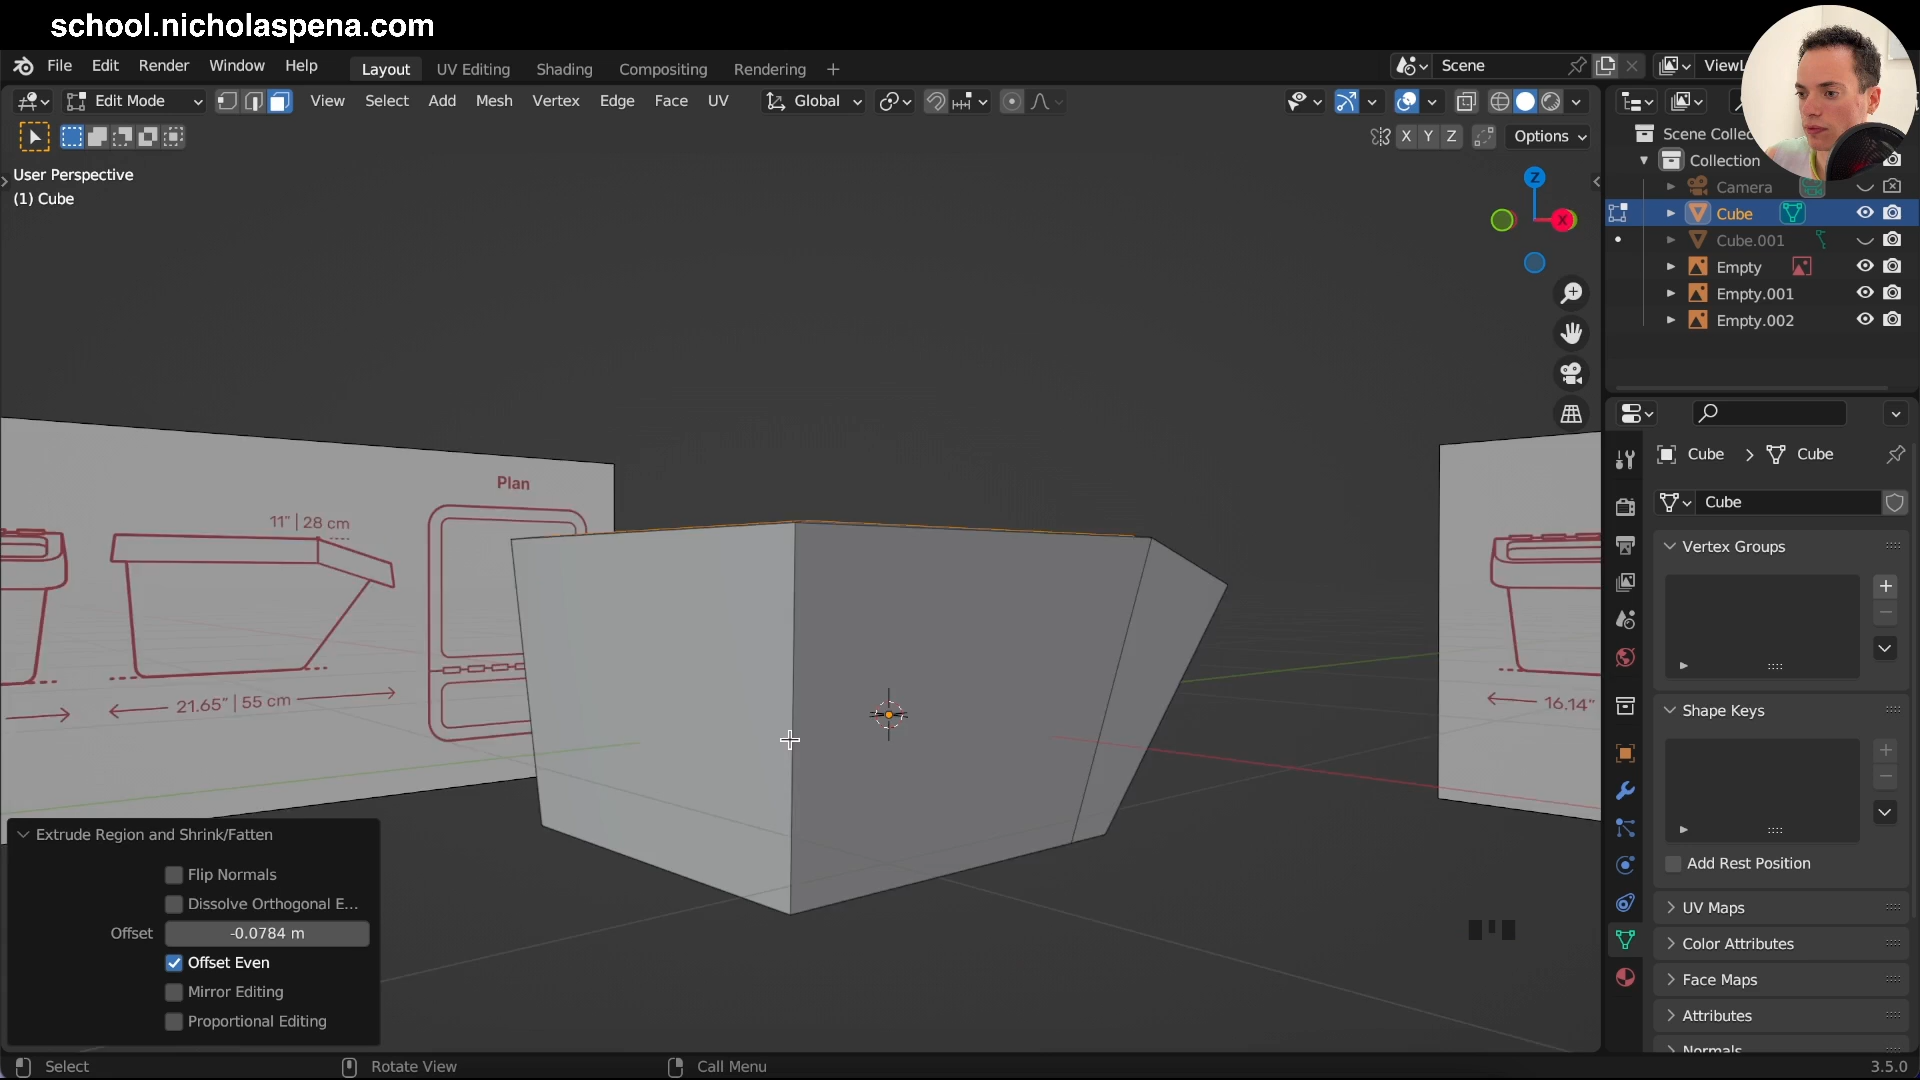 school.nicholaspena.com
File Edit Render Window Help Layout UV Editing Shading Compositing Rendering + Scene
Edit Mode View Select Add Mesh Vertex Edge Face UV Global
X Y Z Options
User Perspective
(1) Cube
Z
X
Scene Collec
Collection
Camera
Cube
Cube.001
Empty
Empty.001
Empty.002
Cube > Cube
Cube
Vertex Groups
Shape Keys
Add Rest Position
UV Maps
Color Attributes
Face Maps
Attributes
Normals
Plan
11" | 28 cm
21.65" | 55 cm
16.14"
Extrude Region and Shrink/Fatten
Flip Normals
Dissolve Orthogonal E...
Offset -0.0784 m
Offset Even
Mirror Editing
Proportional Editing
Select Rotate View Call Menu 3.5.0